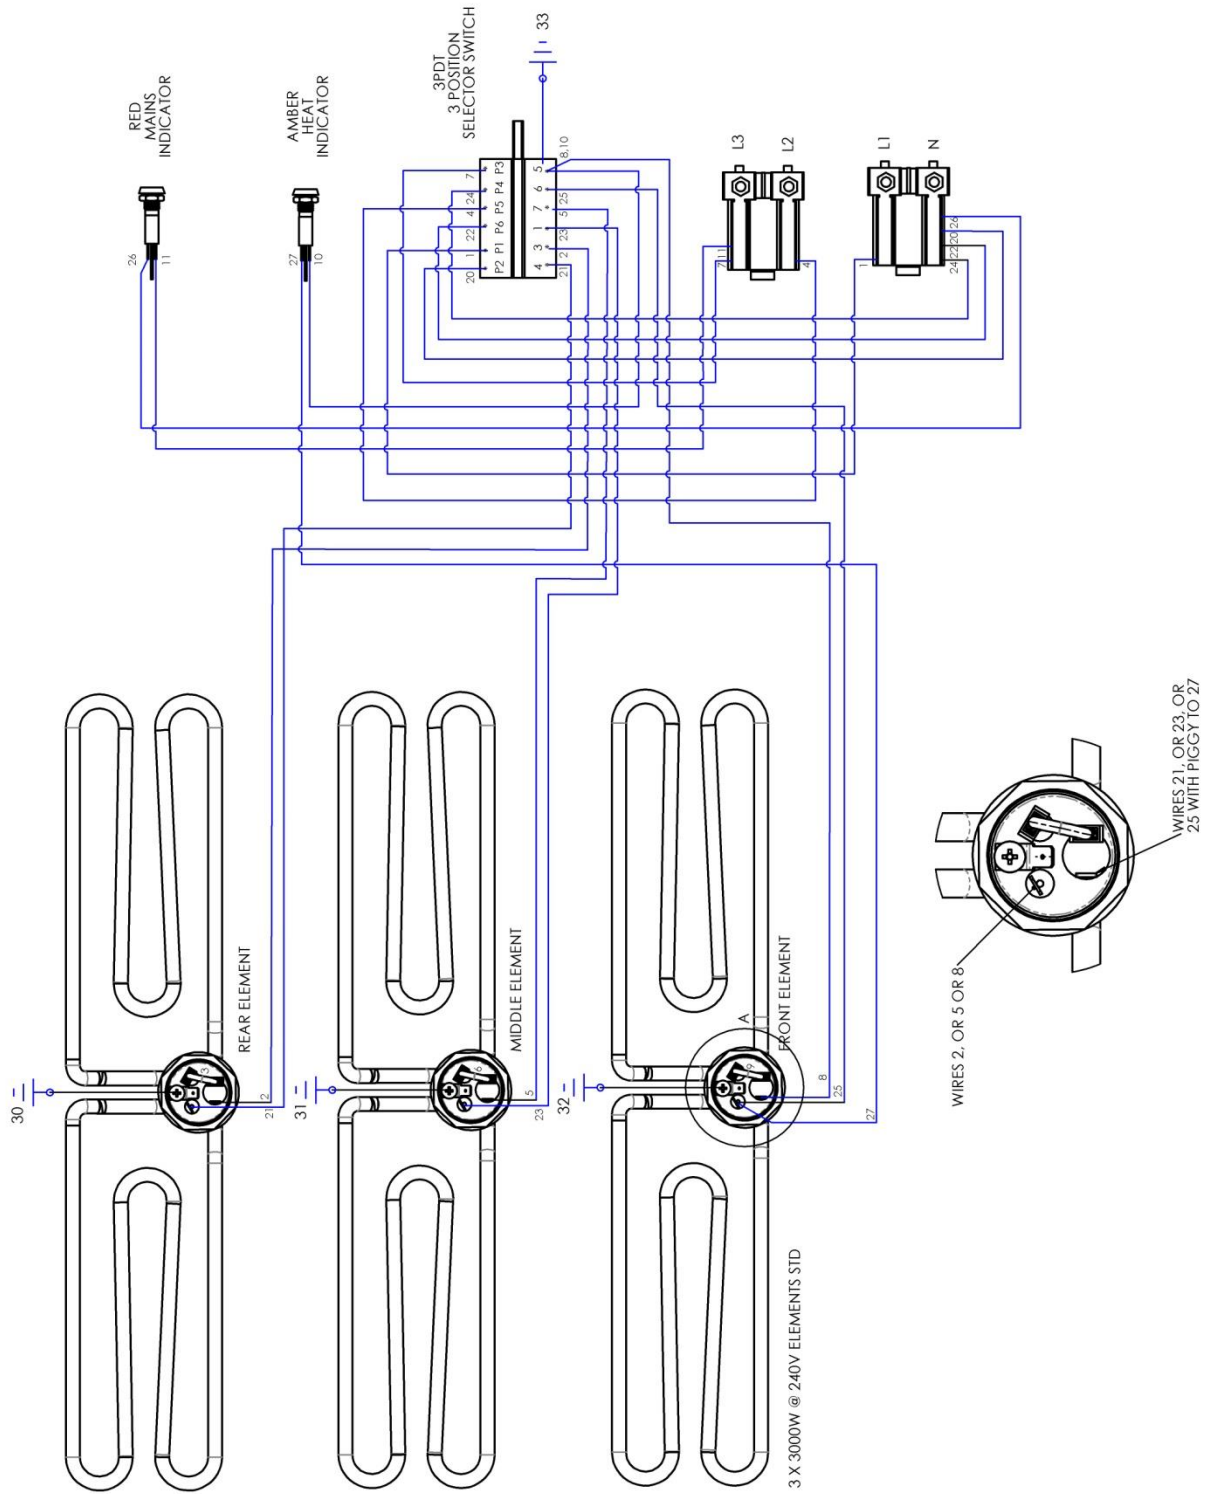 RED
MAINS
INDICATOR
26
11
AMBER
HEAT
INDICATOR
27
10
3PDT
3 POSITION
SELECTOR SWITCH
33
20 1 22 4 24 7
P2 P1 P6 P5 P4 P3
4 3 1 7 6 5
21 2 23 5 25 8,10
L3
L2
7 11
4
L1
N
1
24 22 20 26
30
3
21
2
REAR ELEMENT
31
6
23
5
MIDDLE ELEMENT
32
9
A
27
25
8
FRONT ELEMENT
3 X 3000W @ 240V ELEMENTS STD
WIRES 2, OR 5 OR 8
WIRES 21, OR 23, OR
25 WITH PIGGY TO 27